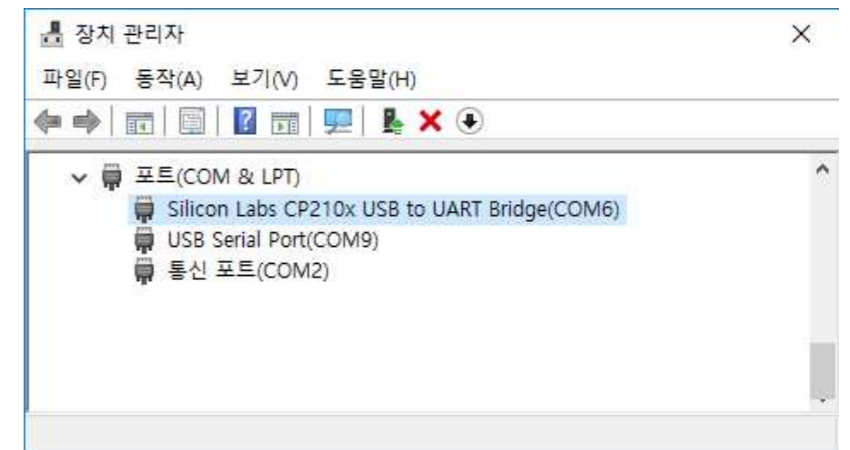 장치 관리자
파일(F) 동작(A) 보기(V) 도움말(H)
포트(COM & LPT)
Silicon Labs CP210x USB to UART Bridge(COM6)
USB Serial Port(COM9)
통신 포트(COM2)